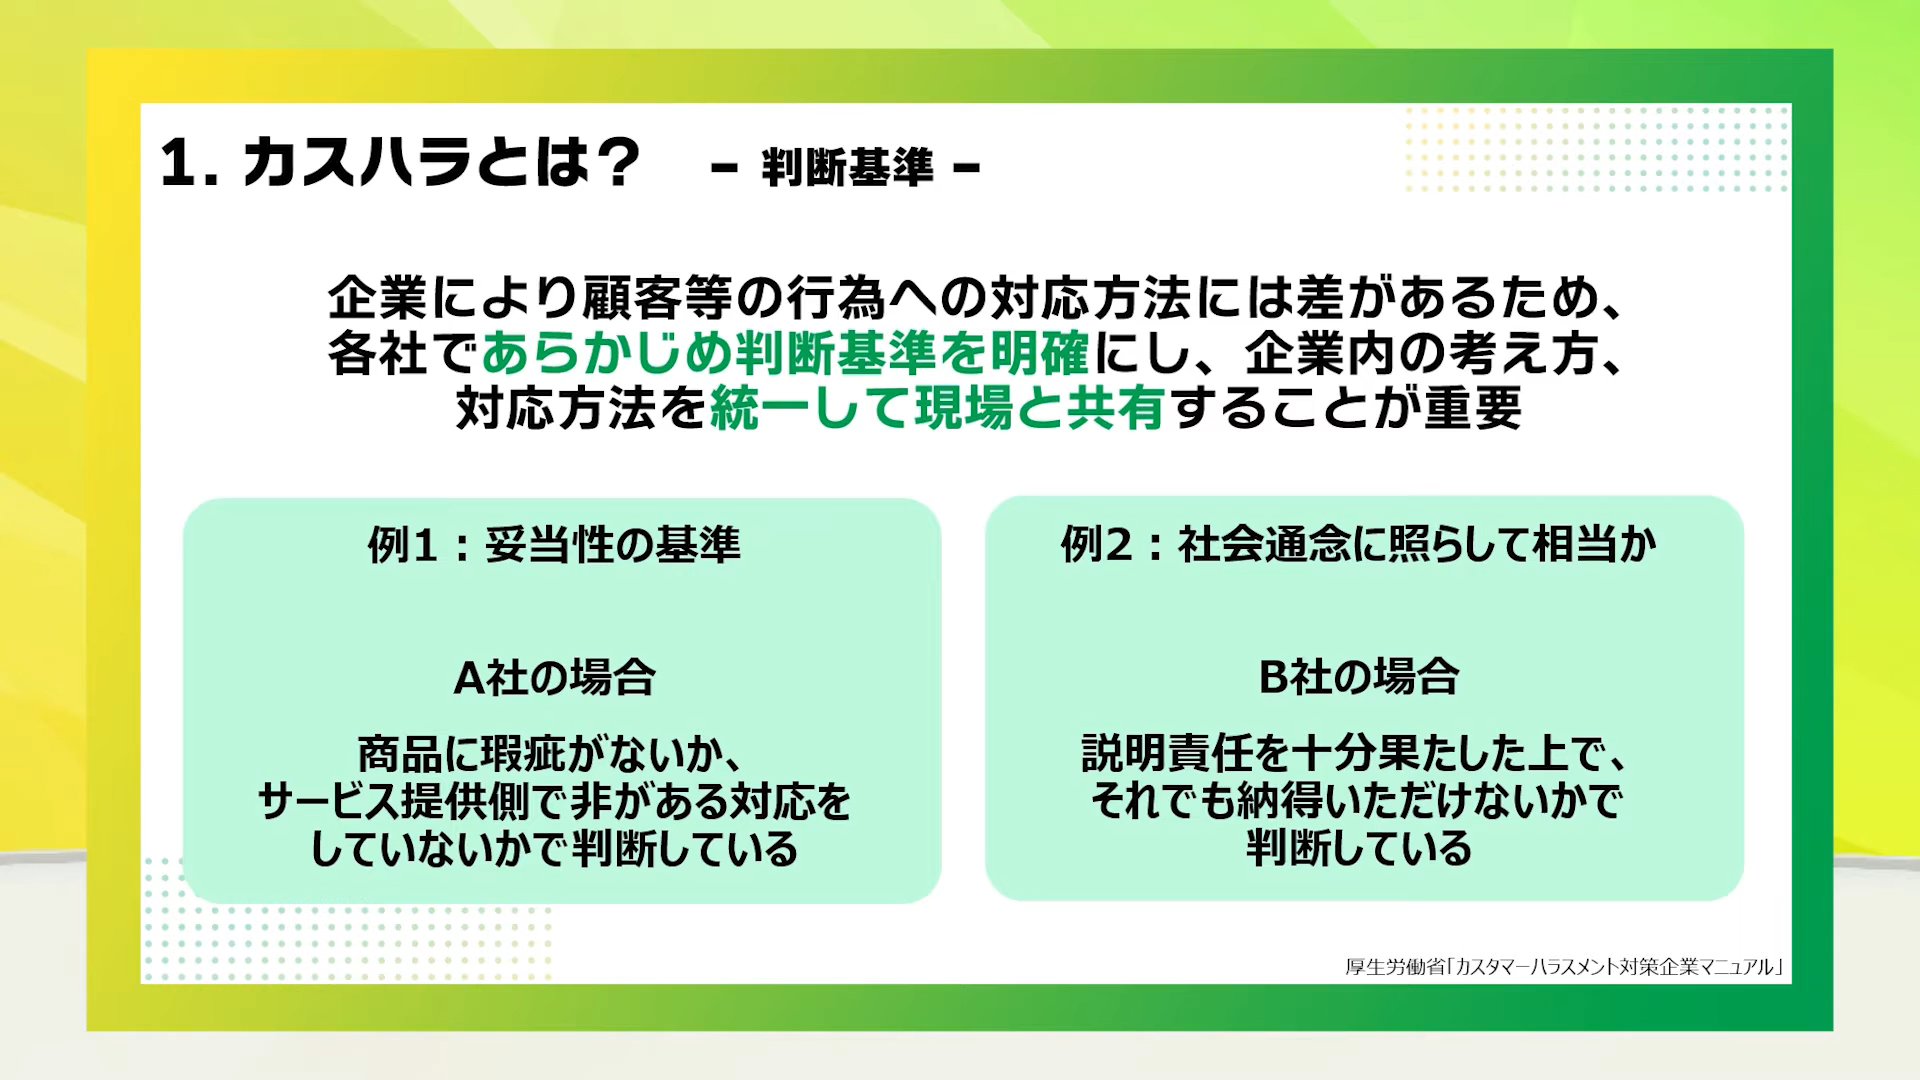 1. カスハラとは？ － 判断基準 －
企業により顧客等の行為への対応方法には差があるため、
各社であらかじめ判断基準を明確にし、企業内の考え方、
対応方法を統一して現場と共有することが重要
例1：妥当性の基準
A社の場合
商品に瑕疵がないか、
サービス提供側で非がある対応を
していないかで判断している
例2：社会通念に照らして相当か
B社の場合
説明責任を十分果たした上で、
それでも納得いただけないかで
判断している
厚生労働省「カスタマーハラスメント対策企業マニュアル」